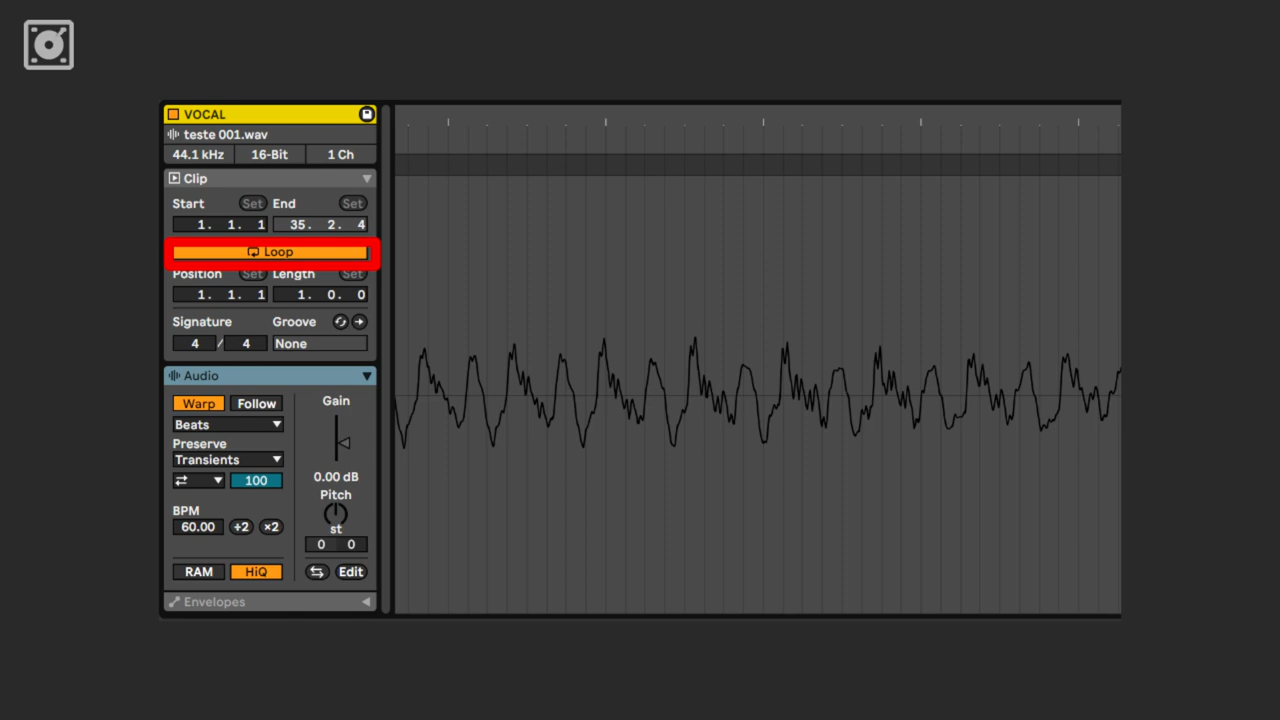 VOCAL
teste 001.wav
44.1 kHz 16-Bit 1 Ch
Clip
Start Set End Set
1. 1. 1 35. 2. 4
Loop
Position Set Length Set
1. 1. 1 1. 0. 0
Signature Groove
4 / 4 None
Audio
Warp Follow Gain
Beats
Preserve
Transients
100 0.00 dB
Pitch
BPM
60.00 ÷2 ×2 st
0 0
RAM HiQ Edit
Envelopes